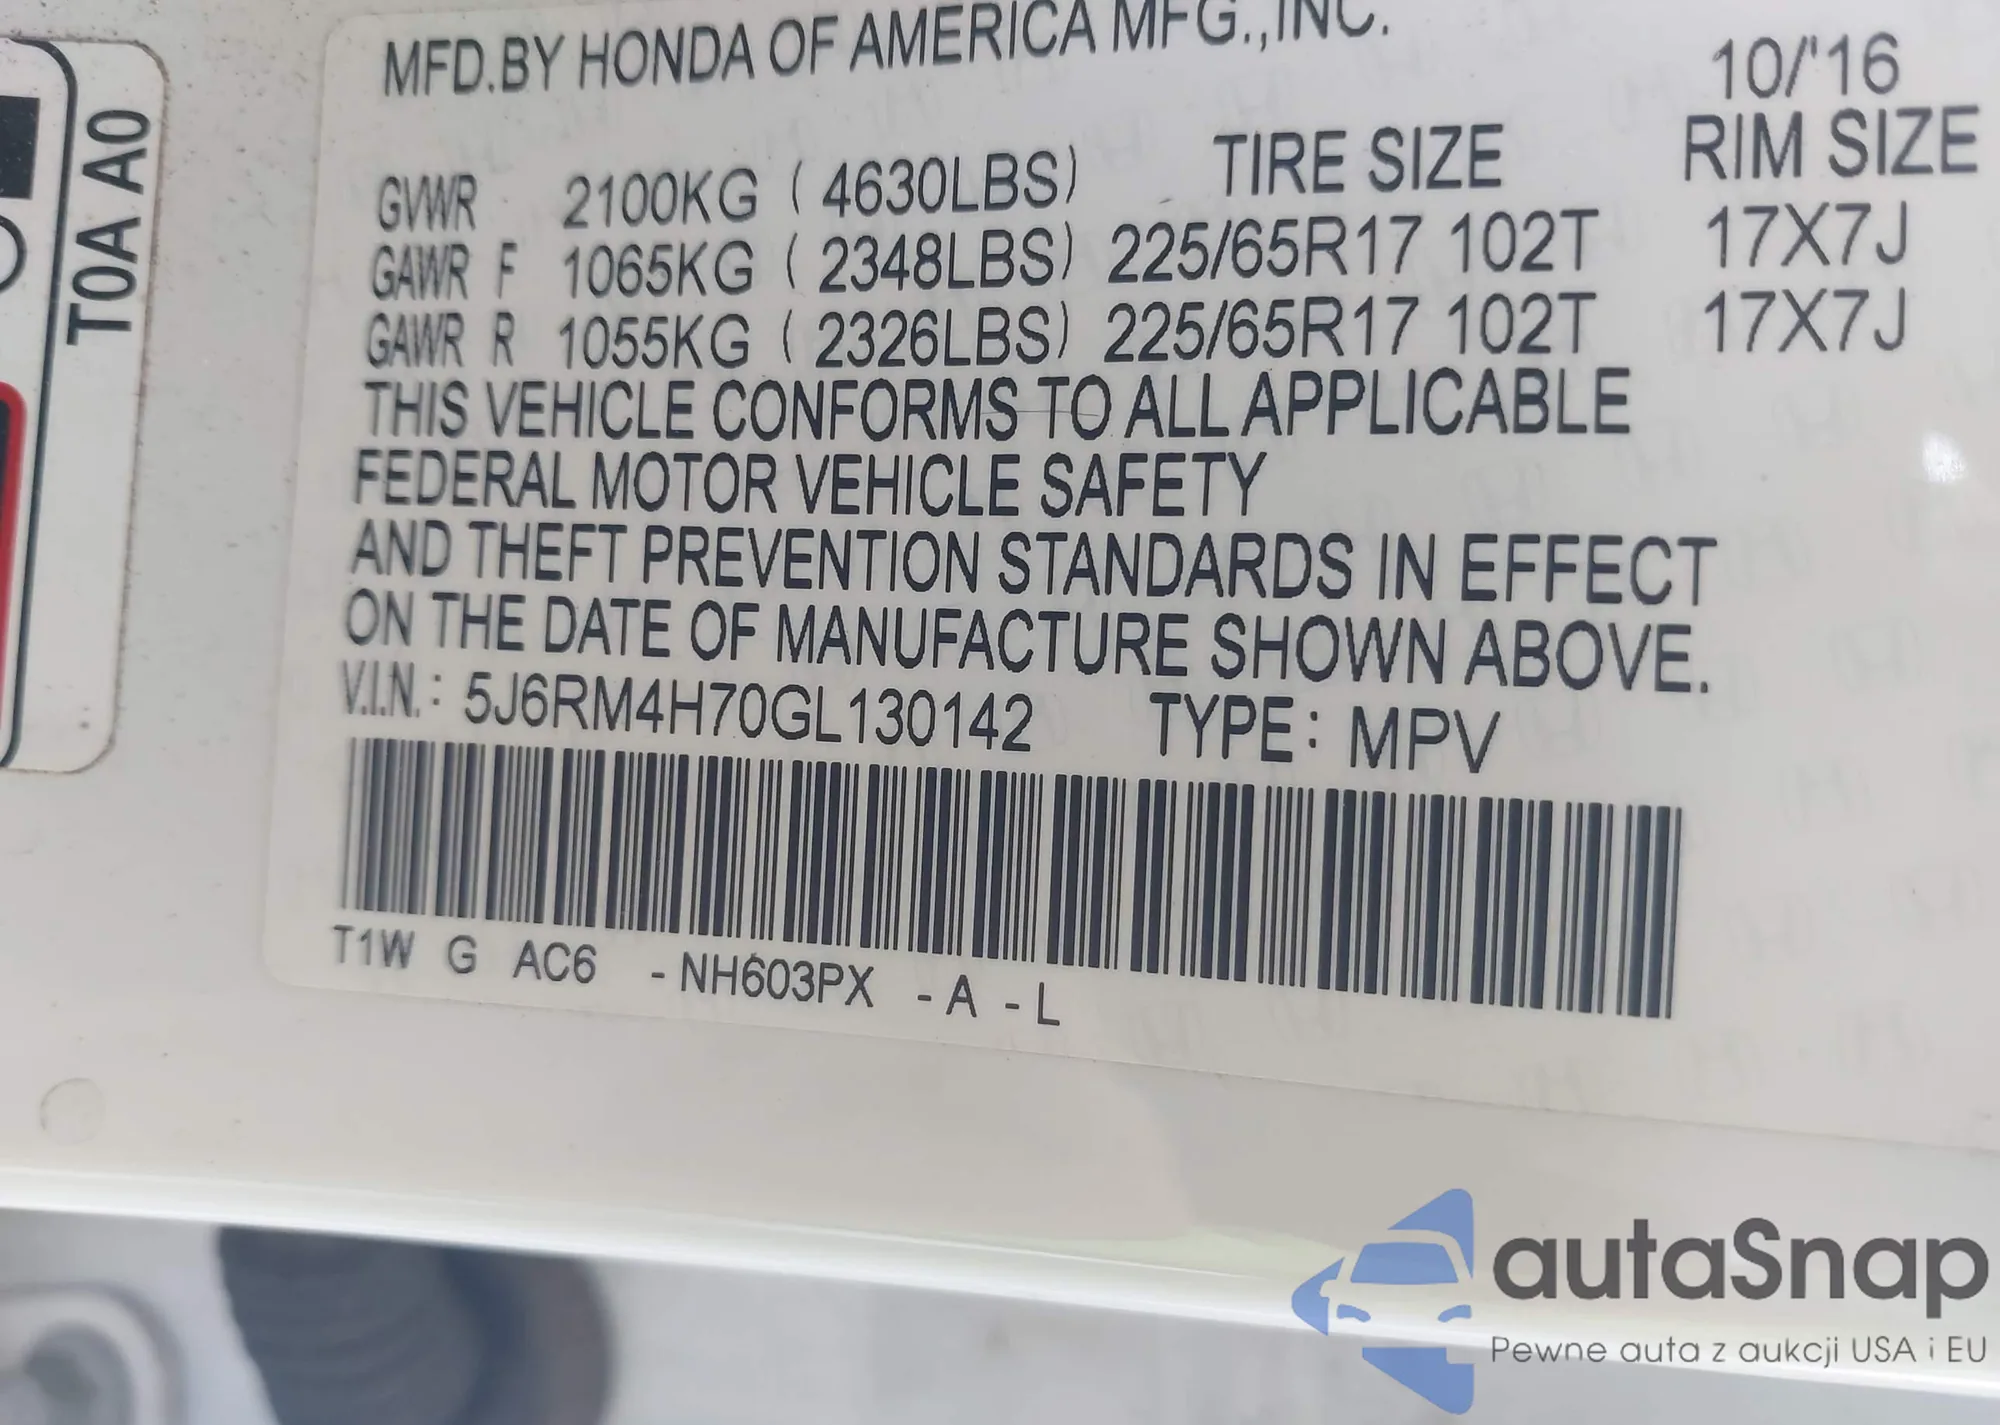 MFD.BY HONDA OF AMERICA MFG.,INC.
10/'16
GVWR 2100KG ( 4630LBS) TIRE SIZE RIM SIZE
GAWR F 1065KG ( 2348LBS) 225/65R17 102T 17X7J
GAWR R 1055KG ( 2326LBS) 225/65R17 102T 17X7J
THIS VEHICLE CONFORMS TO ALL APPLICABLE
FEDERAL MOTOR VEHICLE SAFETY
AND THEFT PREVENTION STANDARDS IN EFFECT
ON THE DATE OF MANUFACTURE SHOWN ABOVE.
V.I.N.: 5J6RM4H70GL130142 TYPE: MPV
T1W G AC6 -NH603PX -A -L
T0A A0
autaSnap
Pewne auta z aukcji USA i EU